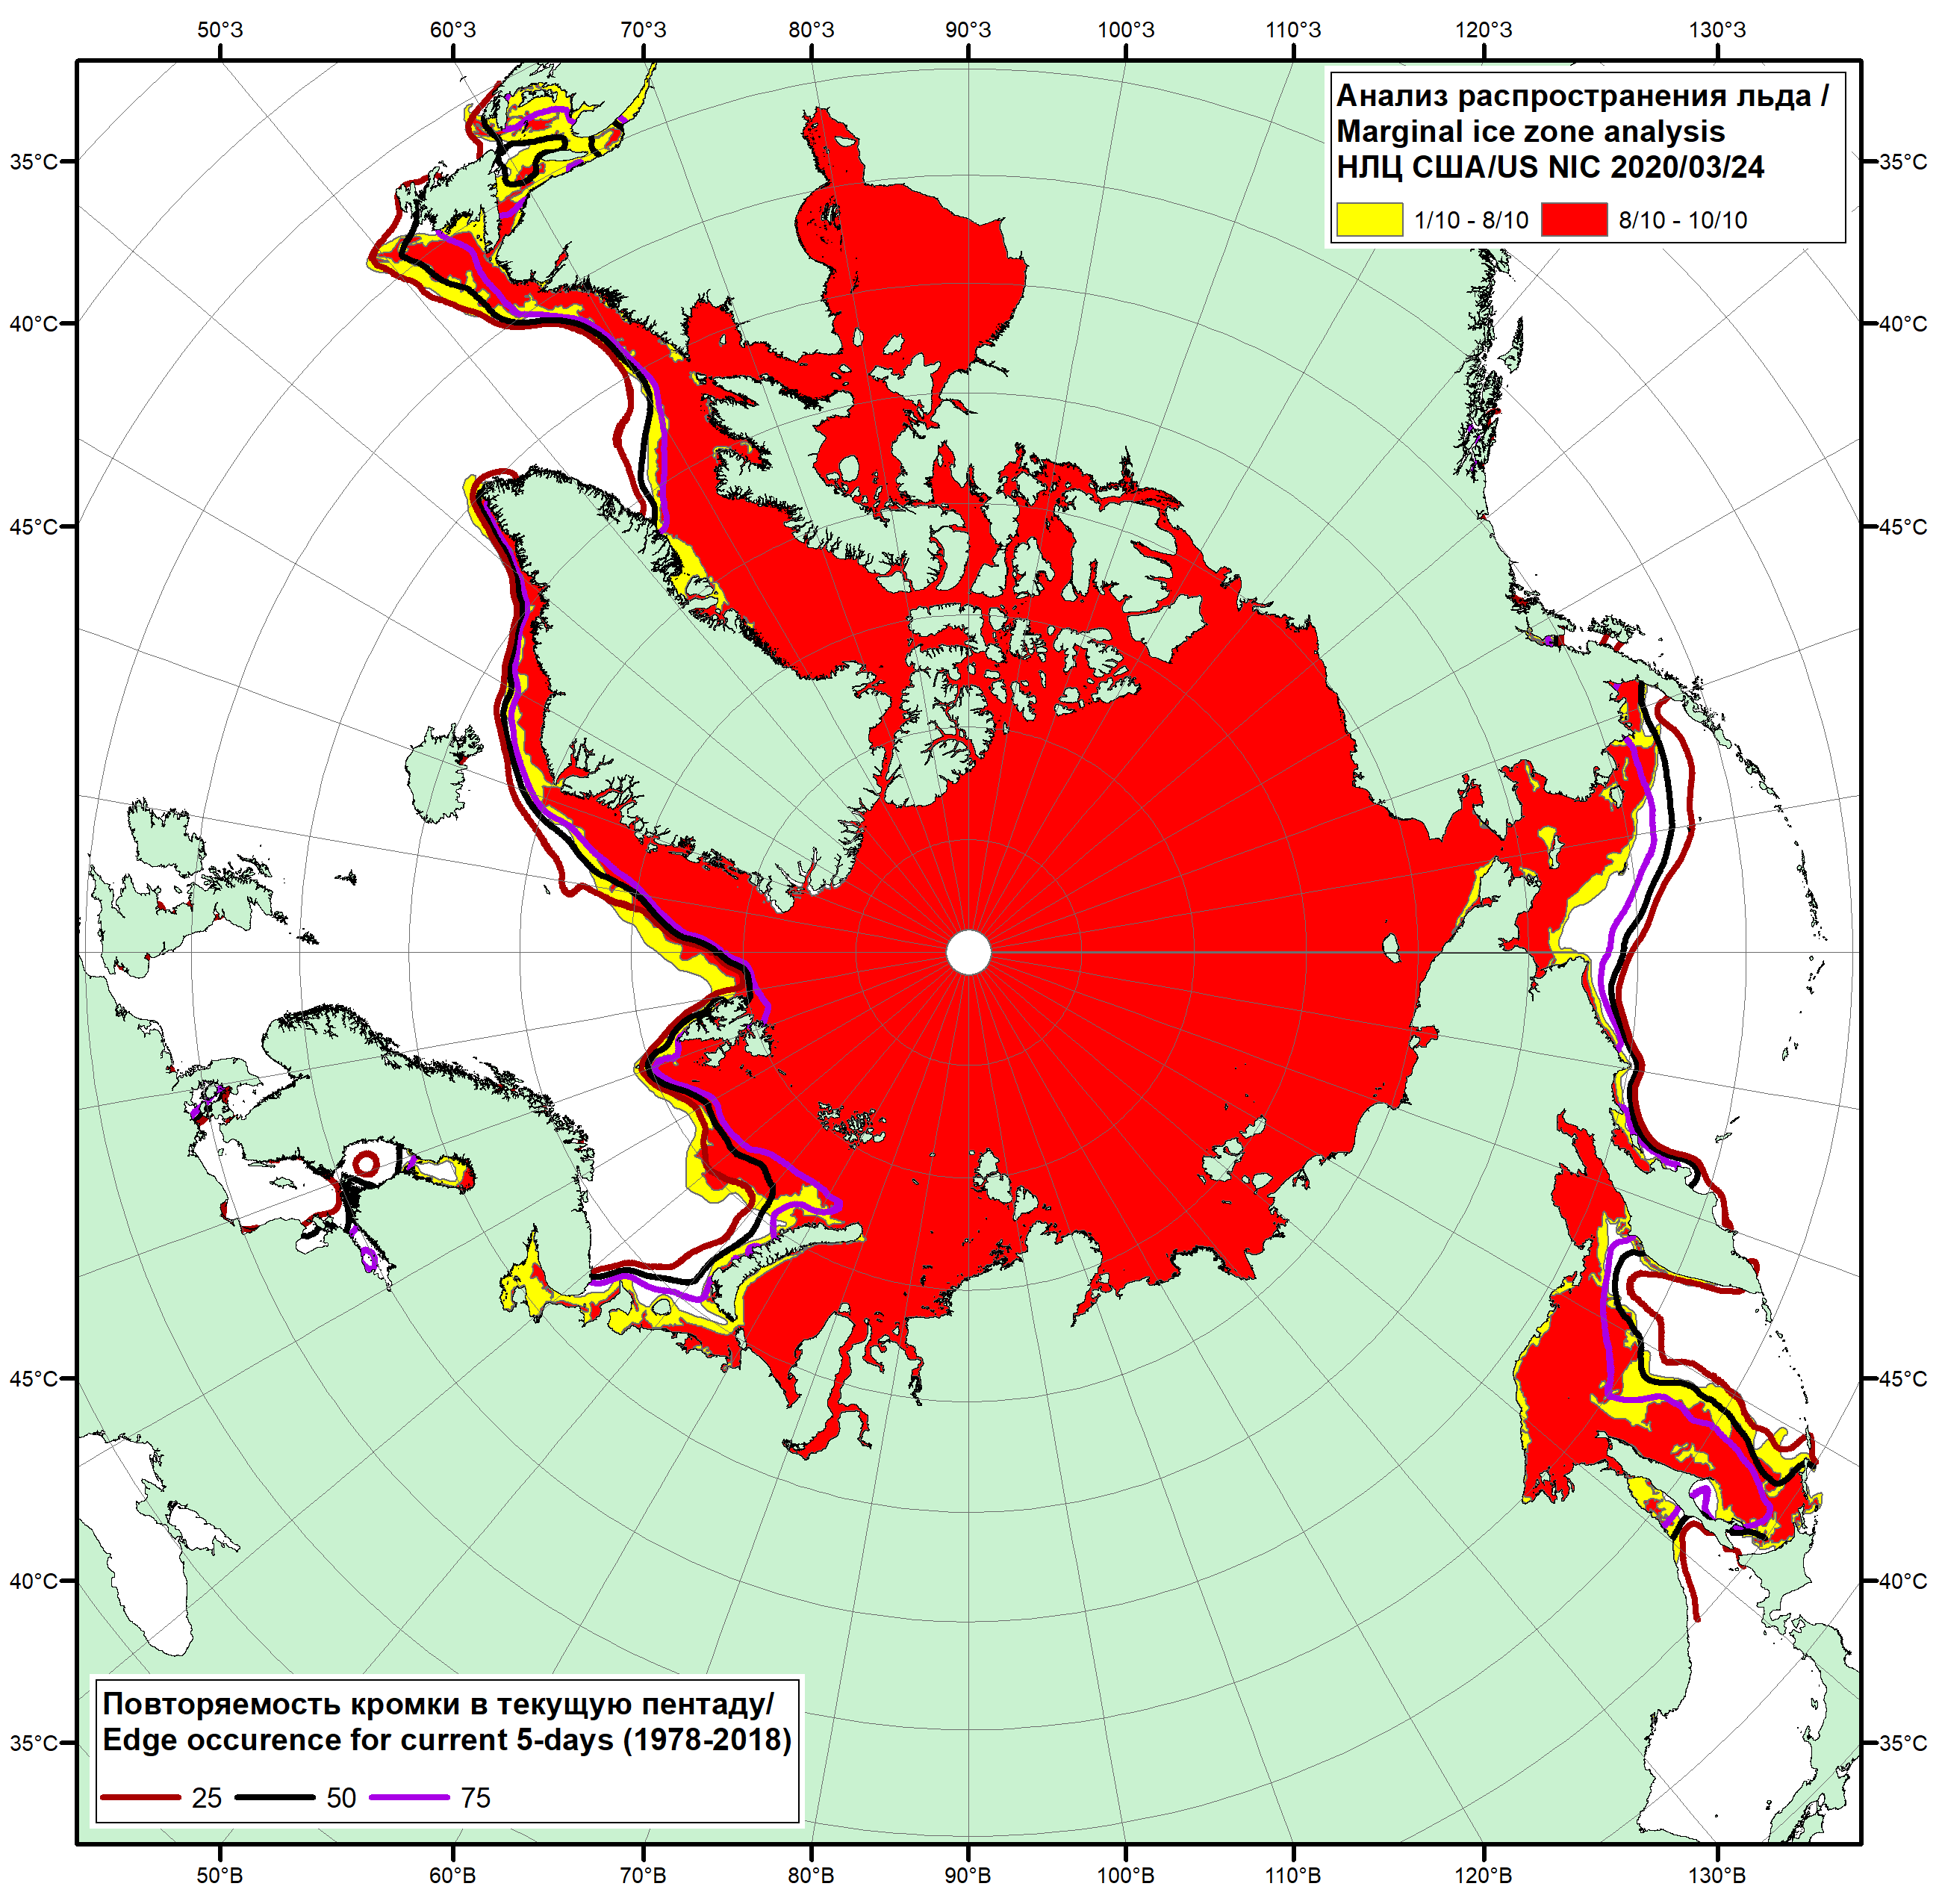 50°З 60°З 70°З 80°З 90°З 100°З 110°З 120°З 130°З
Анализ распространения льда /
Marginal ice zone analysis
НЛЦ США/US NIC 2020/03/24
1/10 - 8/10 8/10 - 10/10
35°С 35°С
40°С 40°С
45°С 45°С
45°С 45°С
40°С 40°С
35°С 35°С
Повторяемость кромки в текущую пентаду/
Edge occurence for current 5-days (1978-2018)
25 50 75
50°В 60°В 70°В 80°В 90°В 100°В 110°В 120°В 130°В